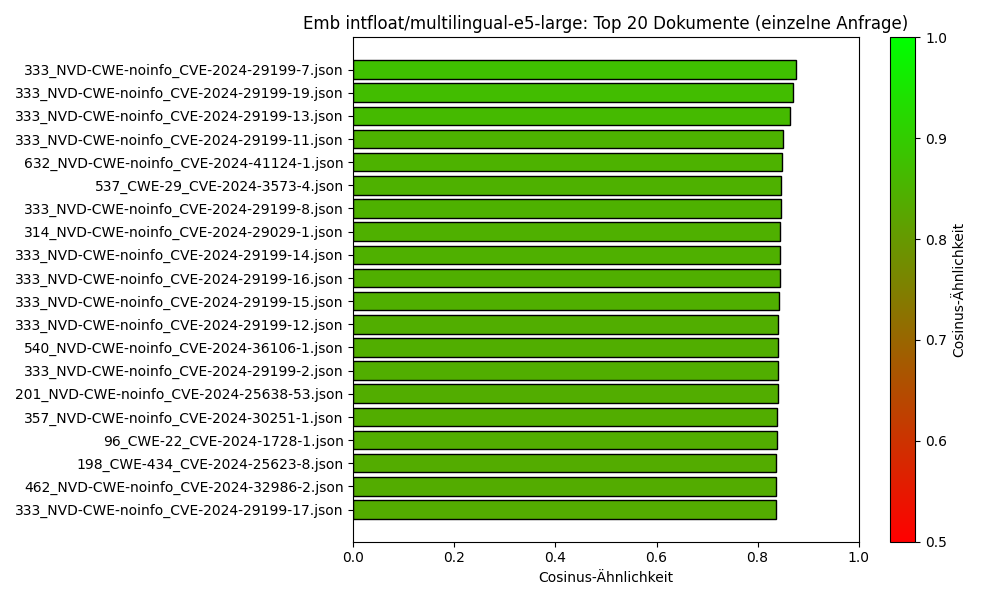 Emb intfloat/multilingual-e5-large: Top 20 Dokumente (einzelne Anfrage)
333_NVD-CWE-noinfo_CVE-2024-29199-7.json
333_NVD-CWE-noinfo_CVE-2024-29199-19.json
333_NVD-CWE-noinfo_CVE-2024-29199-13.json
333_NVD-CWE-noinfo_CVE-2024-29199-11.json
632_NVD-CWE-noinfo_CVE-2024-41124-1.json
537_CWE-29_CVE-2024-3573-4.json
333_NVD-CWE-noinfo_CVE-2024-29199-8.json
314_NVD-CWE-noinfo_CVE-2024-29029-1.json
333_NVD-CWE-noinfo_CVE-2024-29199-14.json
333_NVD-CWE-noinfo_CVE-2024-29199-16.json
333_NVD-CWE-noinfo_CVE-2024-29199-15.json
333_NVD-CWE-noinfo_CVE-2024-29199-12.json
540_NVD-CWE-noinfo_CVE-2024-36106-1.json
333_NVD-CWE-noinfo_CVE-2024-29199-2.json
201_NVD-CWE-noinfo_CVE-2024-25638-53.json
357_NVD-CWE-noinfo_CVE-2024-30251-1.json
96_CWE-22_CVE-2024-1728-1.json
198_CWE-434_CVE-2024-25623-8.json
462_NVD-CWE-noinfo_CVE-2024-32986-2.json
333_NVD-CWE-noinfo_CVE-2024-29199-17.json
0.0 0.2 0.4 0.6 0.8 1.0
Cosinus-Ähnlichkeit
1.0
0.9
0.8
0.7
0.6
0.5
Cosinus-Ähnlichkeit